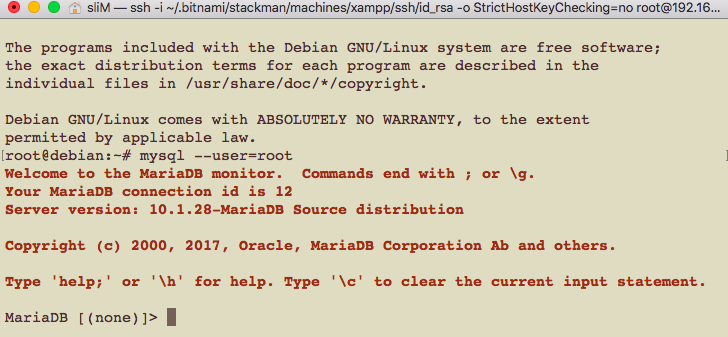 sliM — ssh -i ~/.bitnami/stackman/machines/xampp/ssh/id_rsa -o StrictHostKeyChecking=no root@192.16...
The programs included with the Debian GNU/Linux system are free software;
the exact distribution terms for each program are described in the
individual files in /usr/share/doc/*/copyright.
Debian GNU/Linux comes with ABSOLUTELY NO WARRANTY, to the extent
permitted by applicable law.
[root@debian:~# mysql --user=root
Welcome to the MariaDB monitor.  Commands end with ; or \g.
Your MariaDB connection id is 12
Server version: 10.1.28-MariaDB Source distribution
Copyright (c) 2000, 2017, Oracle, MariaDB Corporation Ab and others.
Type 'help;' or '\h' for help. Type '\c' to clear the current input statement.
MariaDB [(none)]>